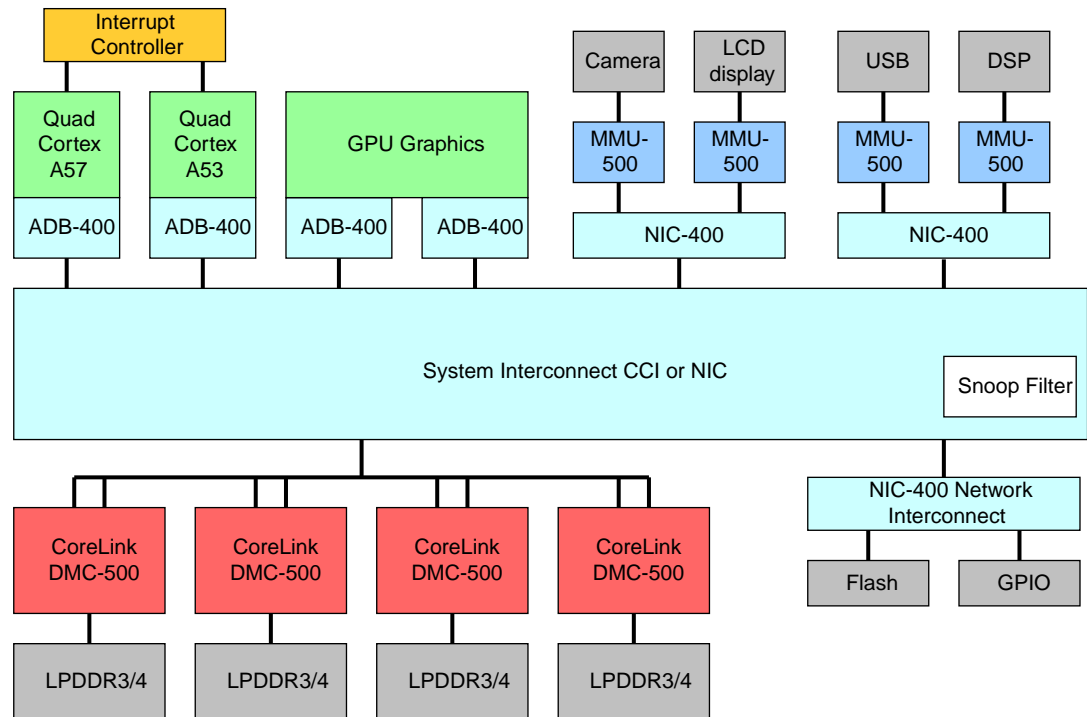 Interrupt
Controller
Camera
LCD
display
USB
DSP
Quad
Cortex
A57
Quad
Cortex
A53
GPU Graphics
MMU-
500
MMU-
500
MMU-
500
MMU-
500
ADB-400
ADB-400
ADB-400
ADB-400
NIC-400
NIC-400
System Interconnect CCI or NIC
Snoop Filter
NIC-400 Network
Interconnect
CoreLink
DMC-500
CoreLink
DMC-500
CoreLink
DMC-500
CoreLink
DMC-500
Flash
GPIO
LPDDR3/4
LPDDR3/4
LPDDR3/4
LPDDR3/4